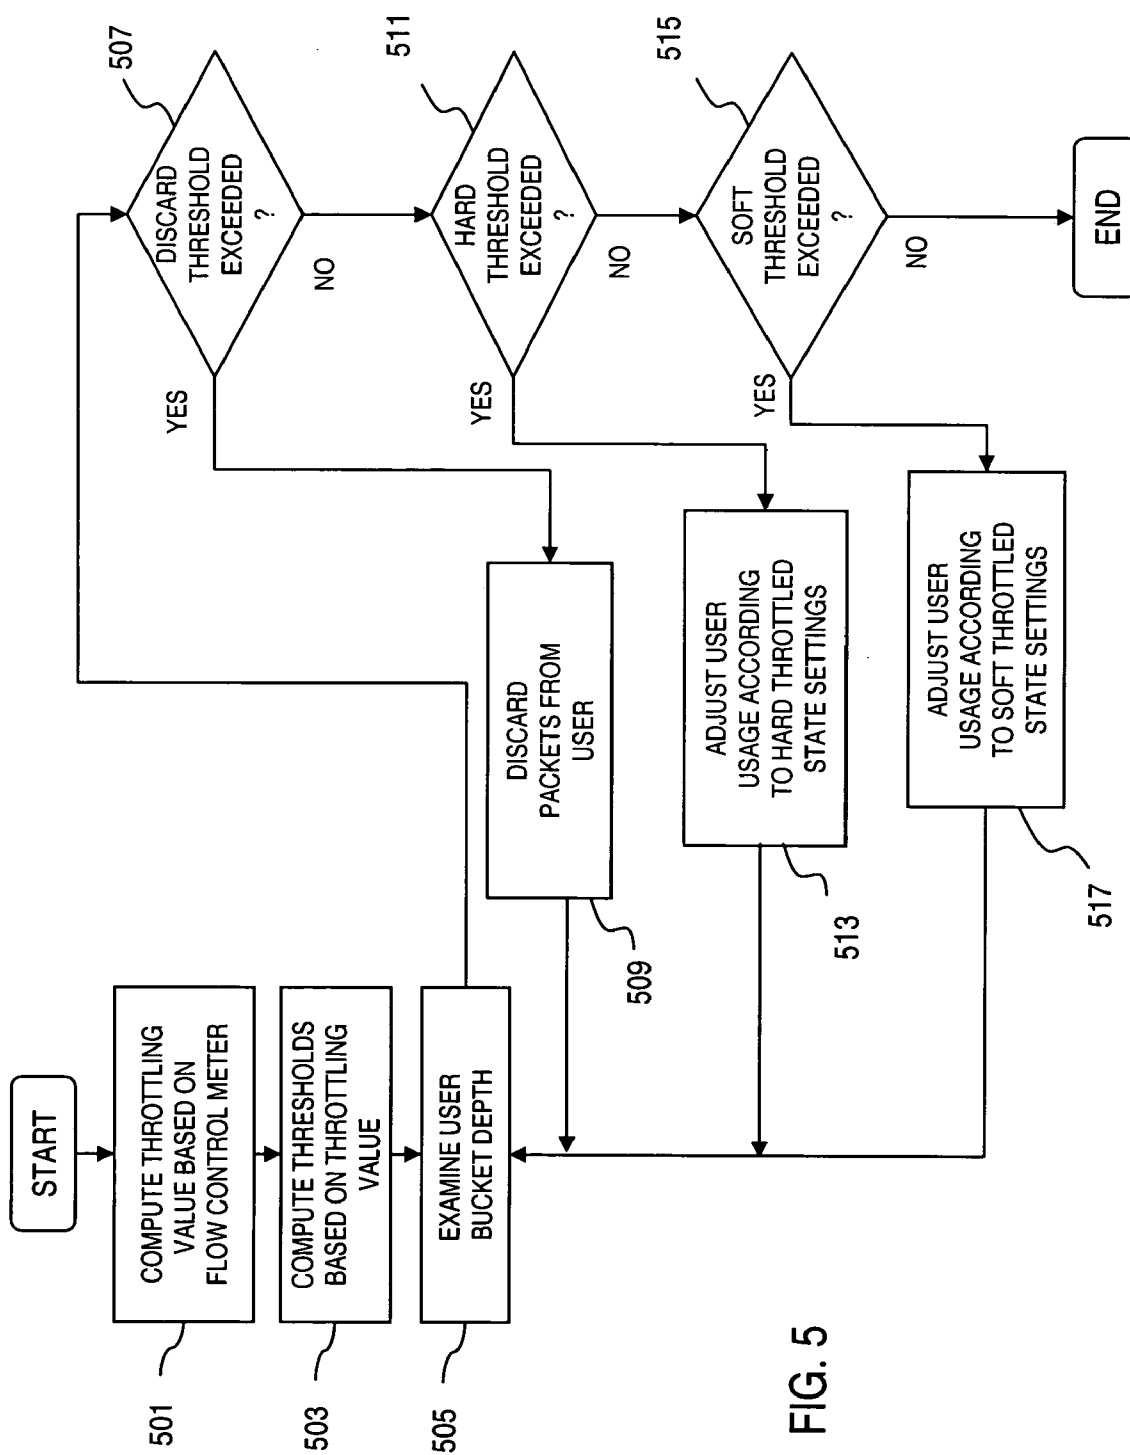 START
COMPUTE THROTTLING
VALUE BASED ON
FLOW CONTROL METER
501
COMPUTE THRESHOLDS
BASED ON THROTTLING
VALUE
503
EXAMINE USER
BUCKET DEPTH
505
DISCARD
THRESHOLD
EXCEEDED
?
507
YES
NO
DISCARD
PACKETS FROM
USER
509
HARD
THRESHOLD
EXCEEDED
?
511
YES
NO
ADJUST USER
USAGE ACCORDING
TO HARD THROTTLED
STATE SETTINGS
513
SOFT
THRESHOLD
EXCEEDED
?
515
YES
NO
ADJUST USER
USAGE ACCORDING
TO SOFT THROTTLED
STATE SETTINGS
517
END
FIG. 5